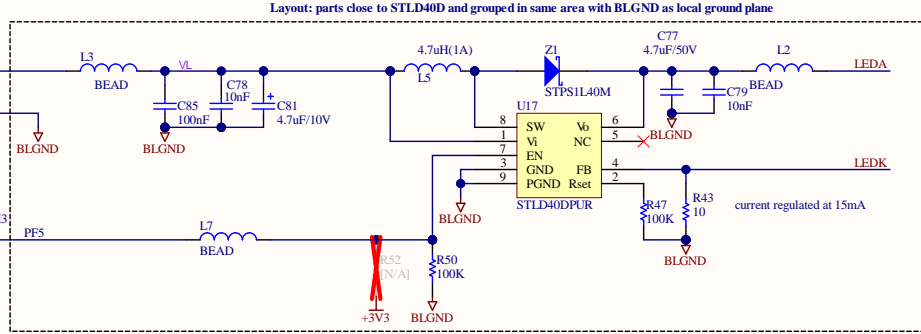 Layout: parts close to STLD40D and grouped in same area with BLGND as local ground plane
L3
BEAD
VL
C85
100nF
C78
10nF
C81
4.7uF/10V
+
BLGND
BLGND
4.7uH(1A)
L5
Z1
STPS1L40M
C77
4.7uF/50V
C79
10nF
BLGND
L2
BEAD
LEDA
U17
8 SW Vo 6
1 Vi NC 5
7 EN
3 GND FB 4
9 PGND Rset 2
STLD40DPUR
BLGND
LEDK
R47
100K
R43
10
current regulated at 15mA
BLGND
PF5
L7
BEAD
R52
[N/A]
+3V3
R50
100K
BLGND